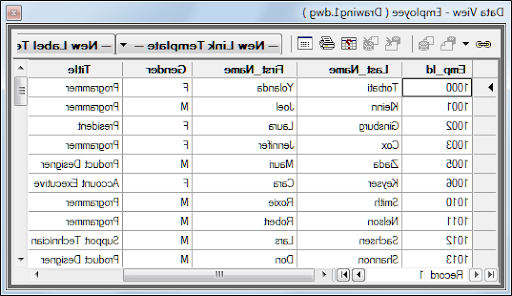 Data View - Employee ( Drawing1.dwg )
— New Link Template — — New Label Te
Emp_Id Last_Name First_Name Gender Title
1000 Torbati Yolanda F Programmer
1001 Kleinn Joel M Programmer
1002 Ginsburg Laura F President
1003 Cox Jennifer F Programmer
1005 Zada Mauri M Product Designer
1006 Keyser Cara F Account Executive
1010 Smith Roxie M Programmer
1011 Nelson Robert M Programmer
1012 Sachsen Lars M Support Technician
1013 Shannon Don M Product Designer
Record 1